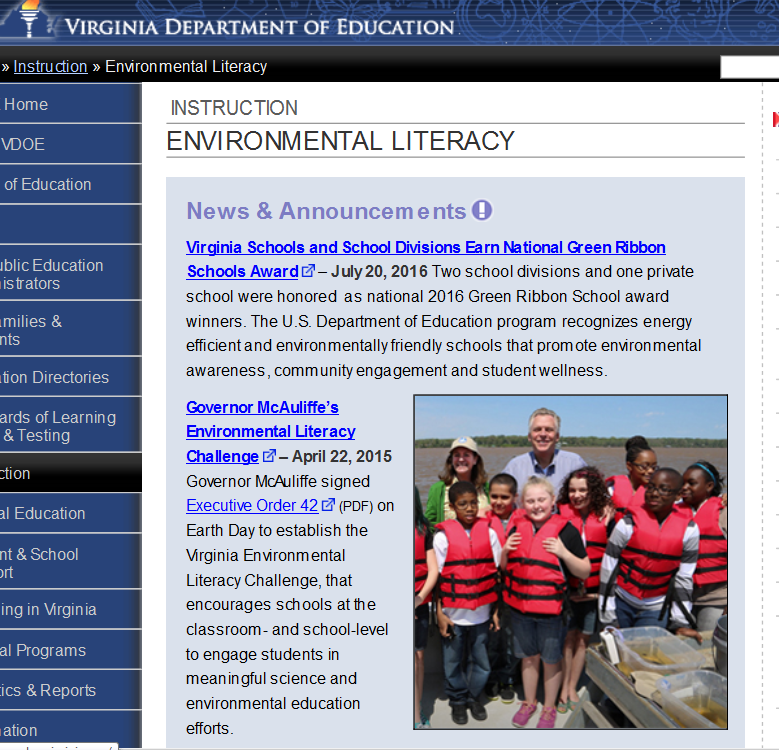 VIRGINIA DEPARTMENT OF EDUCATION
» Instruction » Environmental Literacy
Home
VDOE
of Education
Public Education
Administrators
Families &
ation Directories
ards of Learning
& Testing
ction
al Education
nt & School
ort
ing in Virginia
al Programs
tics & Reports
ation
INSTRUCTION
ENVIRONMENTAL LITERACY
News & Announcements
Virginia Schools and School Divisions Earn National Green Ribbon
Schools Award – July 20, 2016 Two school divisions and one private
school were honored as national 2016 Green Ribbon School award
winners. The U.S. Department of Education program recognizes energy
efficient and environmentally friendly schools that promote environmental
awareness, community engagement and student wellness.
Governor McAuliffe's
Environmental Literacy
Challenge – April 22, 2015
Governor McAuliffe signed
Executive Order 42 (PDF) on
Earth Day to establish the
Virginia Environmental
Literacy Challenge, that
encourages schools at the
classroom- and school-level
to engage students in
meaningful science and
environmental education
efforts.